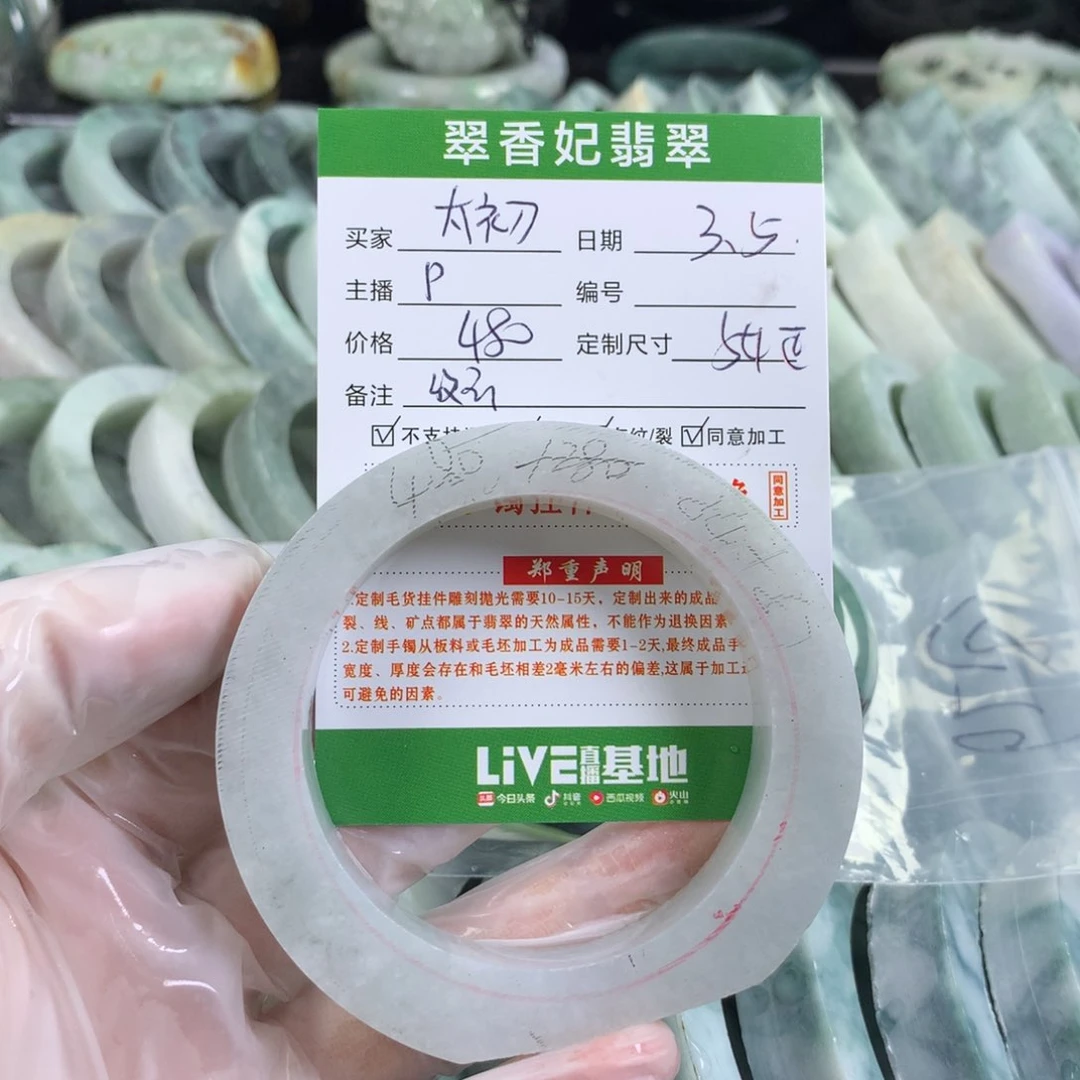 翠香妃翡翠
买家 太初 日期 3.5.
主播 P 编号
价格 480 定制尺寸 54正
备注
不支持 纹/裂 同意加工
同意加工
郑重声明
定制毛货挂件雕刻抛光需要10-15天，定制出来的成品
裂、线、矿点都属于翡翠的天然属性，不能作为退换因素
2.定制手镯从板料或毛坯加工为成品需要1-2天,最终成品手
宽度、厚度会存在和毛坯相差2毫米左右的偏差,这属于加工
可避免的因素。
LiVE直播基地
头条 今日头条 抖音 西瓜视频 火山